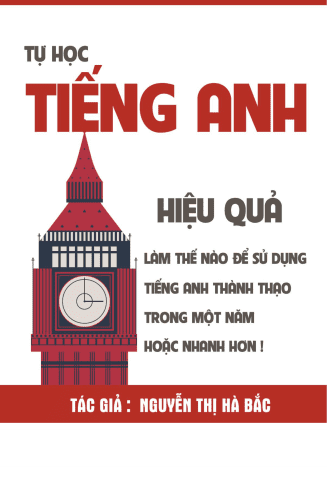 TỰ HỌC
TIẾNG ANH
HIỆU QUẢ
LÀM THẾ NÀO ĐỂ SỬ DỤNG
TIẾNG ANH THÀNH THẠO
TRONG MỘT NĂM
HOẶC NHANH HƠN !
TÁC GIẢ : NGUYỄN THỊ HÀ BẮC